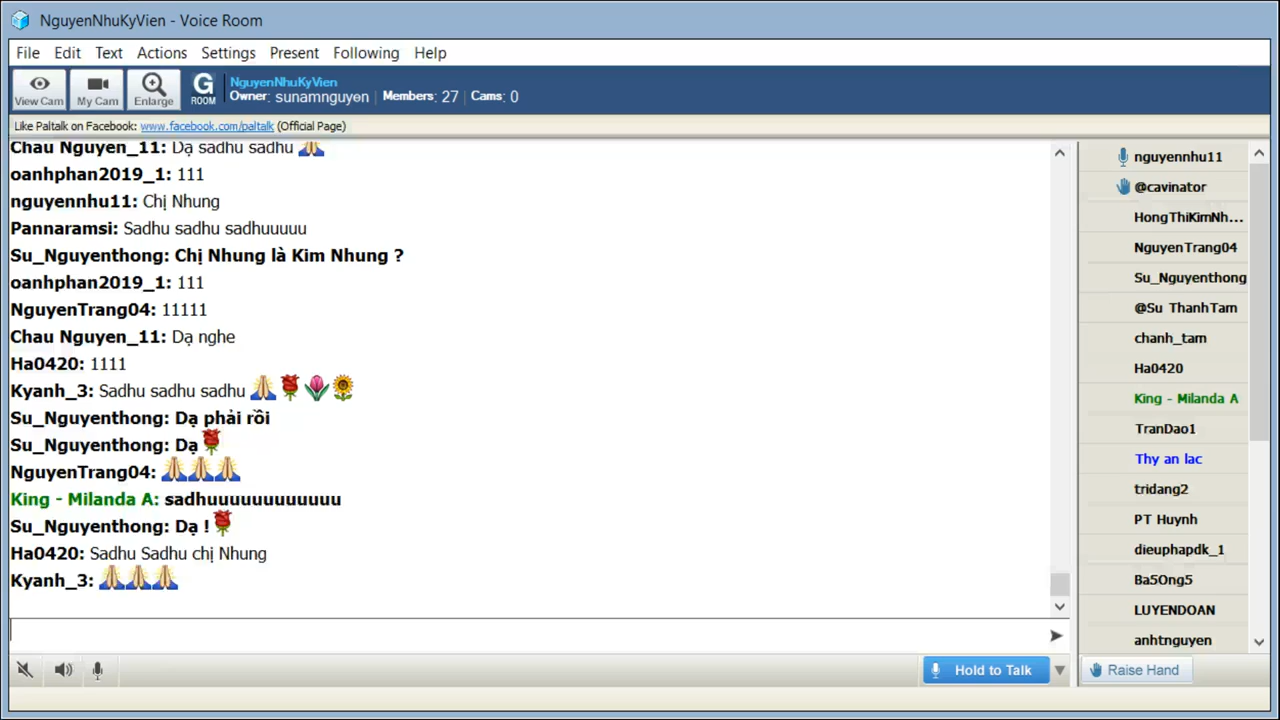 NguyenNhuKyVien - Voice Room
File Edit Text Actions Settings Present Following Help
View Cam My Cam Enlarge G ROOM
NguyenNhuKyVien
Owner: sunamnguyen | Members: 27 | Cams: 0
Like Paltalk on Facebook: www.facebook.com/paltalk (Official Page)
Chau Nguyen_11: Dạ sadhu sadhu 🙏
oanhphan2019_1: 111
nguyennhu11: Chị Nhung
Pannaramsi: Sadhu sadhu sadhuuuuu
Su_Nguyenthong: Chị Nhung là Kim Nhung ?
oanhphan2019_1: 111
NguyenTrang04: 11111
Chau Nguyen_11: Dạ nghe
Ha0420: 1111
Kyanh_3: Sadhu sadhu sadhu 🙏🌹🌷🌻
Su_Nguyenthong: Dạ phải rồi
Su_Nguyenthong: Dạ🌹
NguyenTrang04: 🙏🙏🙏
King - Milanda A: sadhuuuuuuuuuuuu
Su_Nguyenthong: Dạ !🌹
Ha0420: Sadhu Sadhu chị Nhung
Kyanh_3: 🙏🙏🙏
nguyennhu11
@cavinator
HongThiKimNh...
NguyenTrang04
Su_Nguyenthong
@Su ThanhTam
chanh_tam
Ha0420
King - Milanda A
TranDao1
Thy an lac
tridang2
PT Huynh
dieuphapdk_1
Ba5Ong5
LUYENDOAN
anhtnguyen
Hold to Talk
Raise Hand